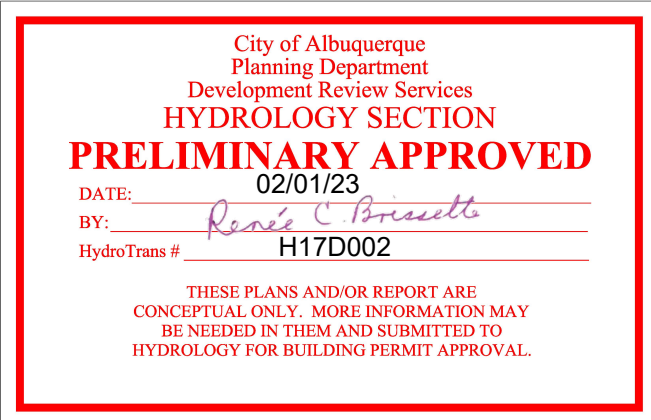 City of Albuquerque
Planning Department
Development Review Services
HYDROLOGY SECTION
PRELIMINARY APPROVED
DATE: 02/01/23
BY: Renée C. Brissette
HydroTrans # H17D002
THESE PLANS AND/OR REPORT ARE
CONCEPTUAL ONLY. MORE INFORMATION MAY
BE NEEDED IN THEM AND SUBMITTED TO
HYDROLOGY FOR BUILDING PERMIT APPROVAL.